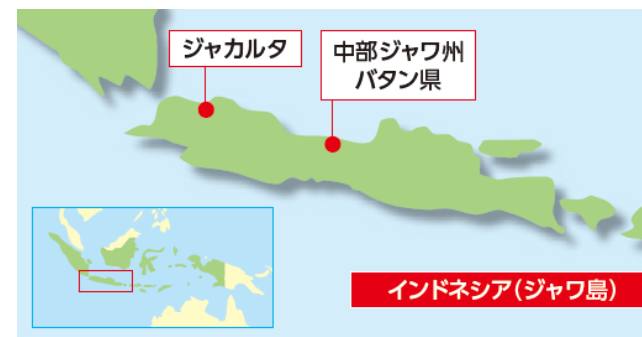 ジャカルタ
中部ジャワ州
バタン県
インドネシア(ジャワ島)